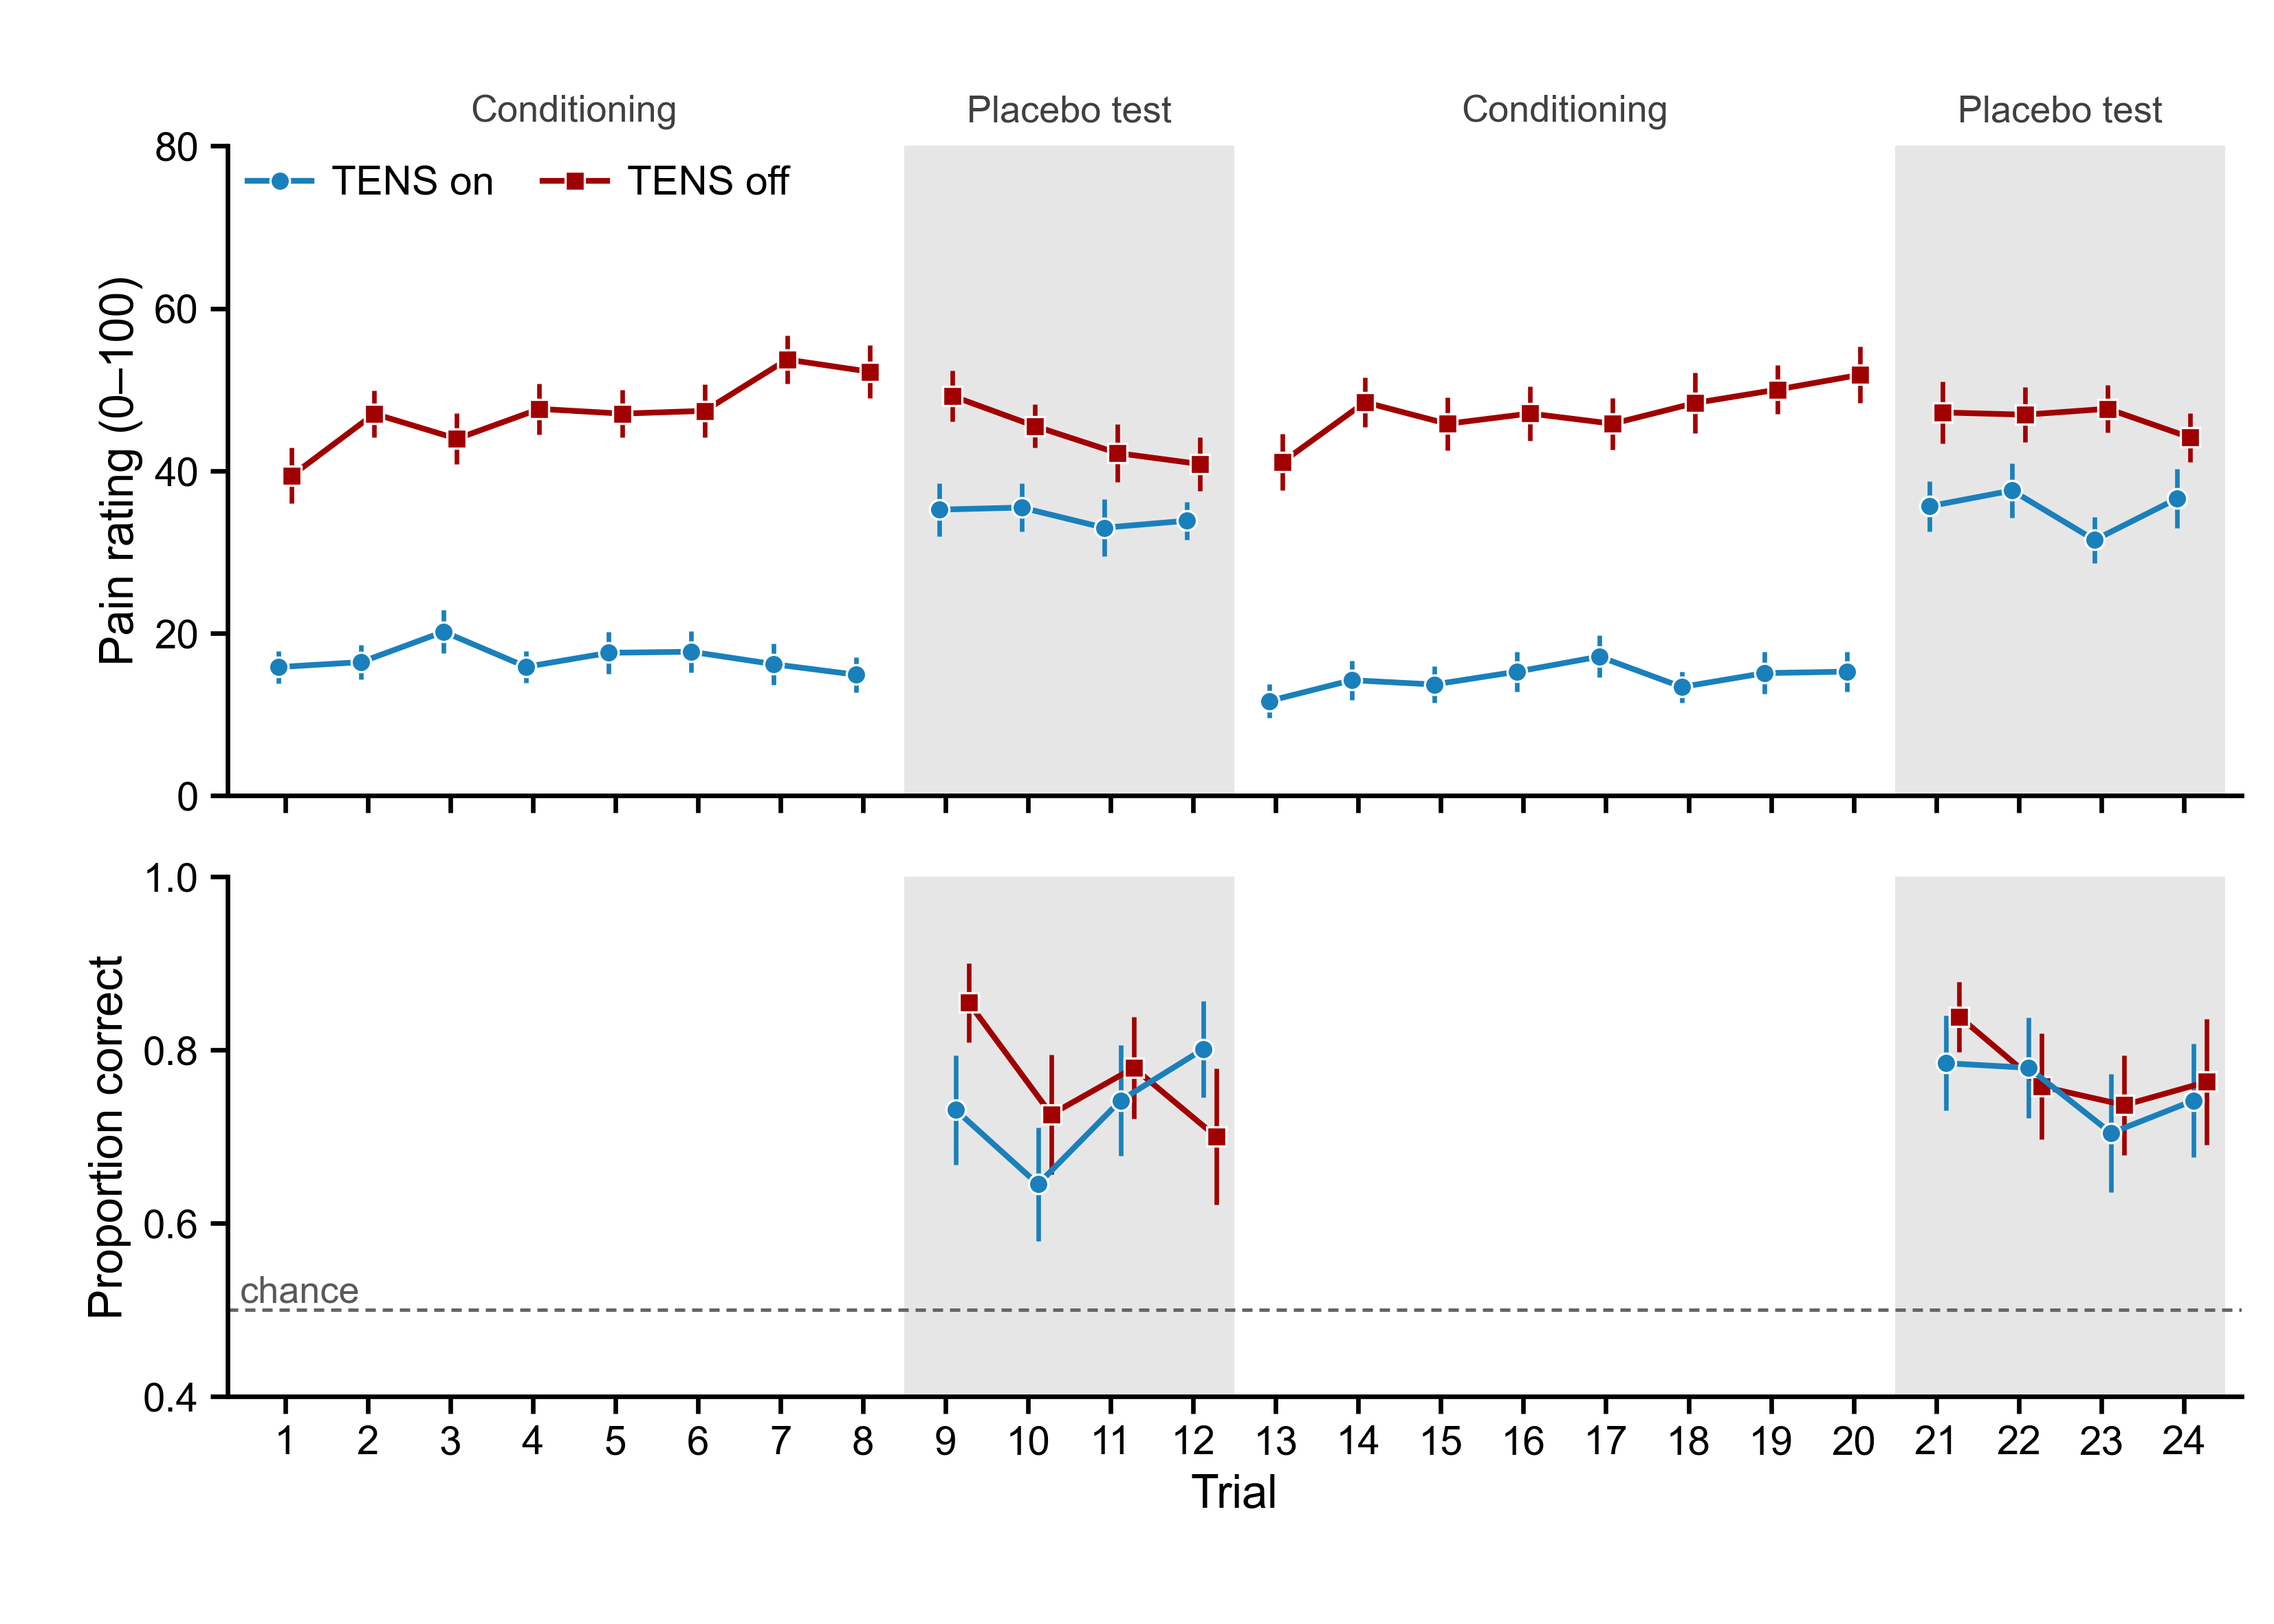 Conditioning Placebo test Conditioning Placebo test
TENS on TENS off
Pain rating (0–100)
80
60
40
20
0
Proportion correct
1.0
0.8
0.6
0.4
chance
1 2 3 4 5 6 7 8 9 10 11 12 13 14 15 16 17 18 19 20 21 22 23 24
Trial